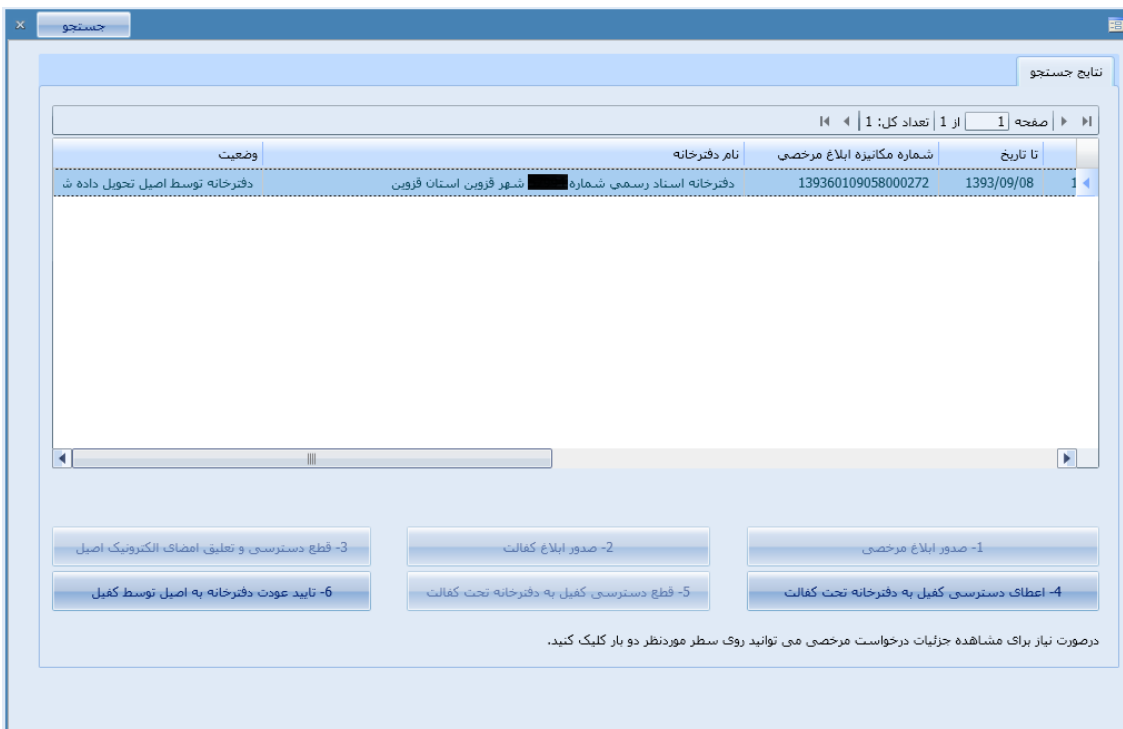 جستجو
نتایج جستجو
صفحه 1 از 1 تعداد کل: 1
تا تاریخ شماره مکانیزه ابلاغ مرخصی نام دفترخانه وضعیت
1393/09/08 139360109058000272 دفترخانه اسناد رسمی شماره شهر قزوین استان قزوین دفترخانه توسط اصیل تحویل داده ش
1- صدور ابلاغ مرخصی 2- صدور ابلاغ کفالت 3- قطع دسترسی و تعلیق امضای الکترونیک اصیل
4- اعطای دسترسی کفیل به دفترخانه تحت کفالت 5- قطع دسترسی کفیل به دفترخانه تحت کفالت 6- تایید عودت دفترخانه به اصیل توسط کفیل
درصورت نیاز برای مشاهده جزئیات درخواست مرخصی می توانید روی سطر موردنظر دو بار کلیک کنید.